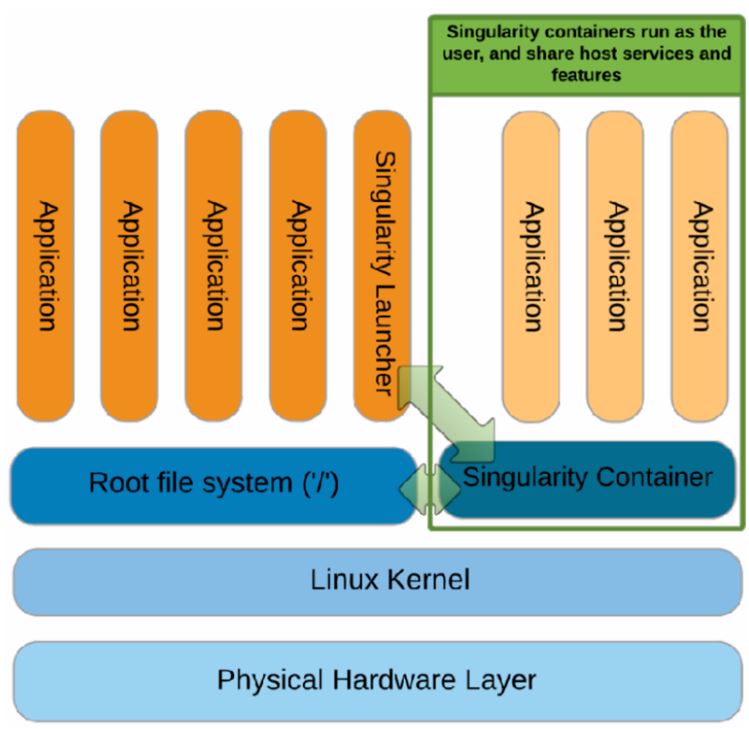 Singularity containers run as the
user, and share host services and
features
Application
Application
Application
Application
Singularity Launcher
Application
Application
Application
Root file system ('/')
Singularity Container
Linux Kernel
Physical Hardware Layer